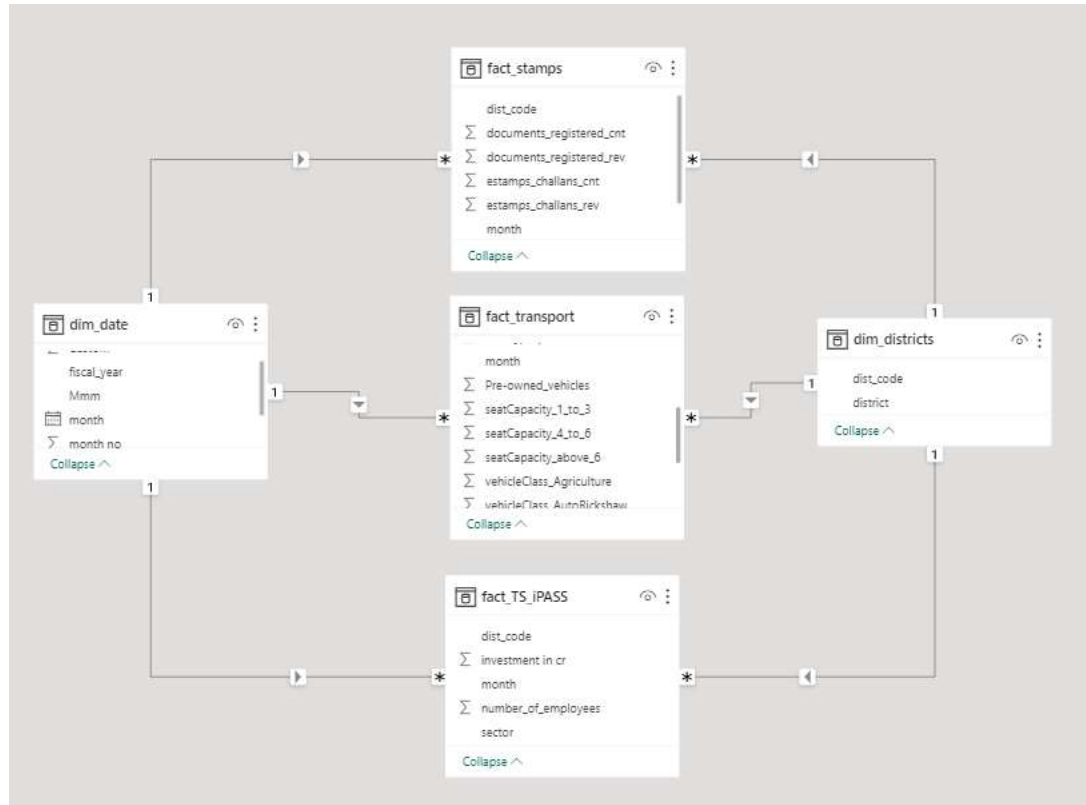 fact_stamps
dist_code
documents_registered_cnt
documents_registered_rev
estamps_challans_cnt
estamps_challans_rev
month
Collapse
*
*
1
1
dim_date
fiscal_year
Mmm
month
month no
Collapse
1
1
fact_transport
month
Pre-owned_vehicles
seatCapacity_1_to_3
seatCapacity_4_to_6
seatCapacity_above_6
vehicleClass_Agriculture
vehicleClass_AutoRickshaw
Collapse
*
*
dim_districts
dist_code
district
Collapse
1
1
fact_TS_iPASS
dist_code
investment in cr
month
number_of_employees
sector
Collapse
*
*